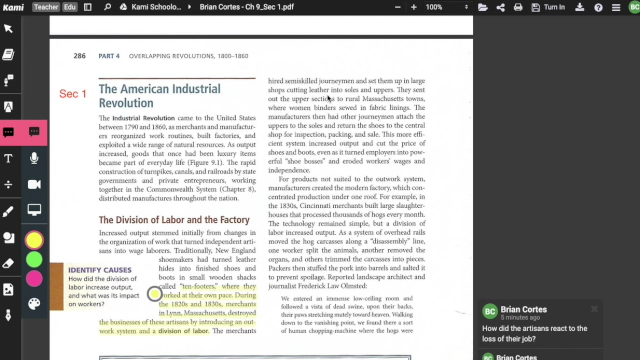 Kami
Teacher
Edu
Kami Schoolo...
Brian Cortes - Ch 9_Sec 1.pdf
100%
Turn In
BC
286 PART 4 OVERLAPPING REVOLUTIONS, 1800–1860
Sec 1
The American Industrial
Revolution
The Industrial Revolution came to the United States
between 1790 and 1860, as merchants and manufactur-
ers reorganized work routines, built factories, and
exploited a wide range of natural resources. As output
increased, goods that once had been luxury items
became part of everyday life (Figure 9.1). The rapid
construction of turnpikes, canals, and railroads by state
governments and private entrepreneurs, working
together in the Commonwealth System (Chapter 8),
distributed manufactures throughout the nation.
The Division of Labor and the Factory
Increased output stemmed initially from changes in
the organization of work that turned independent arti-
sans into wage laborers. Traditionally, New England
shoemakers had turned leather
hides into finished shoes and
boots in small wooden shacks
called "ten-footers," where they
worked at their own pace. During
the 1820s and 1830s, merchants
in Lynn, Massachusetts, destroyed
the businesses of these artisans by introducing an out-
work system and a division of labor. The merchants
IDENTIFY CAUSES
How did the division of
labor increase output,
and what was its impact
on workers?
hired semiskilled journeymen and set them up in large
shops cutting leather into soles and uppers. They sent
out the upper sections to rural Massachusetts towns,
where women binders sewed in fabric linings. The
manufacturers then had other journeymen attach the
uppers to the soles and return the shoes to the central
shop for inspection, packing, and sale. This more effi-
cient system increased output and cut the price of
shoes and boots, even as it turned employers into pow-
erful "shoe bosses" and eroded workers' wages and
independence.
For products not suited to the outwork system,
manufacturers created the modern factory, which con-
centrated production under one roof. For example, in
the 1830s, Cincinnati merchants built large slaughter-
houses that processed thousands of hogs every month.
The technology remained simple, but a division of
labor increased output. As a system of overhead rails
moved the hog carcasses along a "disassembly" line,
one worker split the animals, another removed the
organs, and others trimmed the carcasses into pieces.
Packers then stuffed the pork into barrels and salted it
to prevent spoilage. Reported landscape architect and
journalist Frederick Law Olmsted:
We entered an immense low-ceiling room and
followed a vista of dead swine, upon their backs,
their paws stretching mutely toward heaven. Walking
down to the vanishing point, we found there a sort
of human chopping-machine where the hogs were
BC
Brian Cortes
5 minutes ago
How did the artisans react to the
loss of their job?